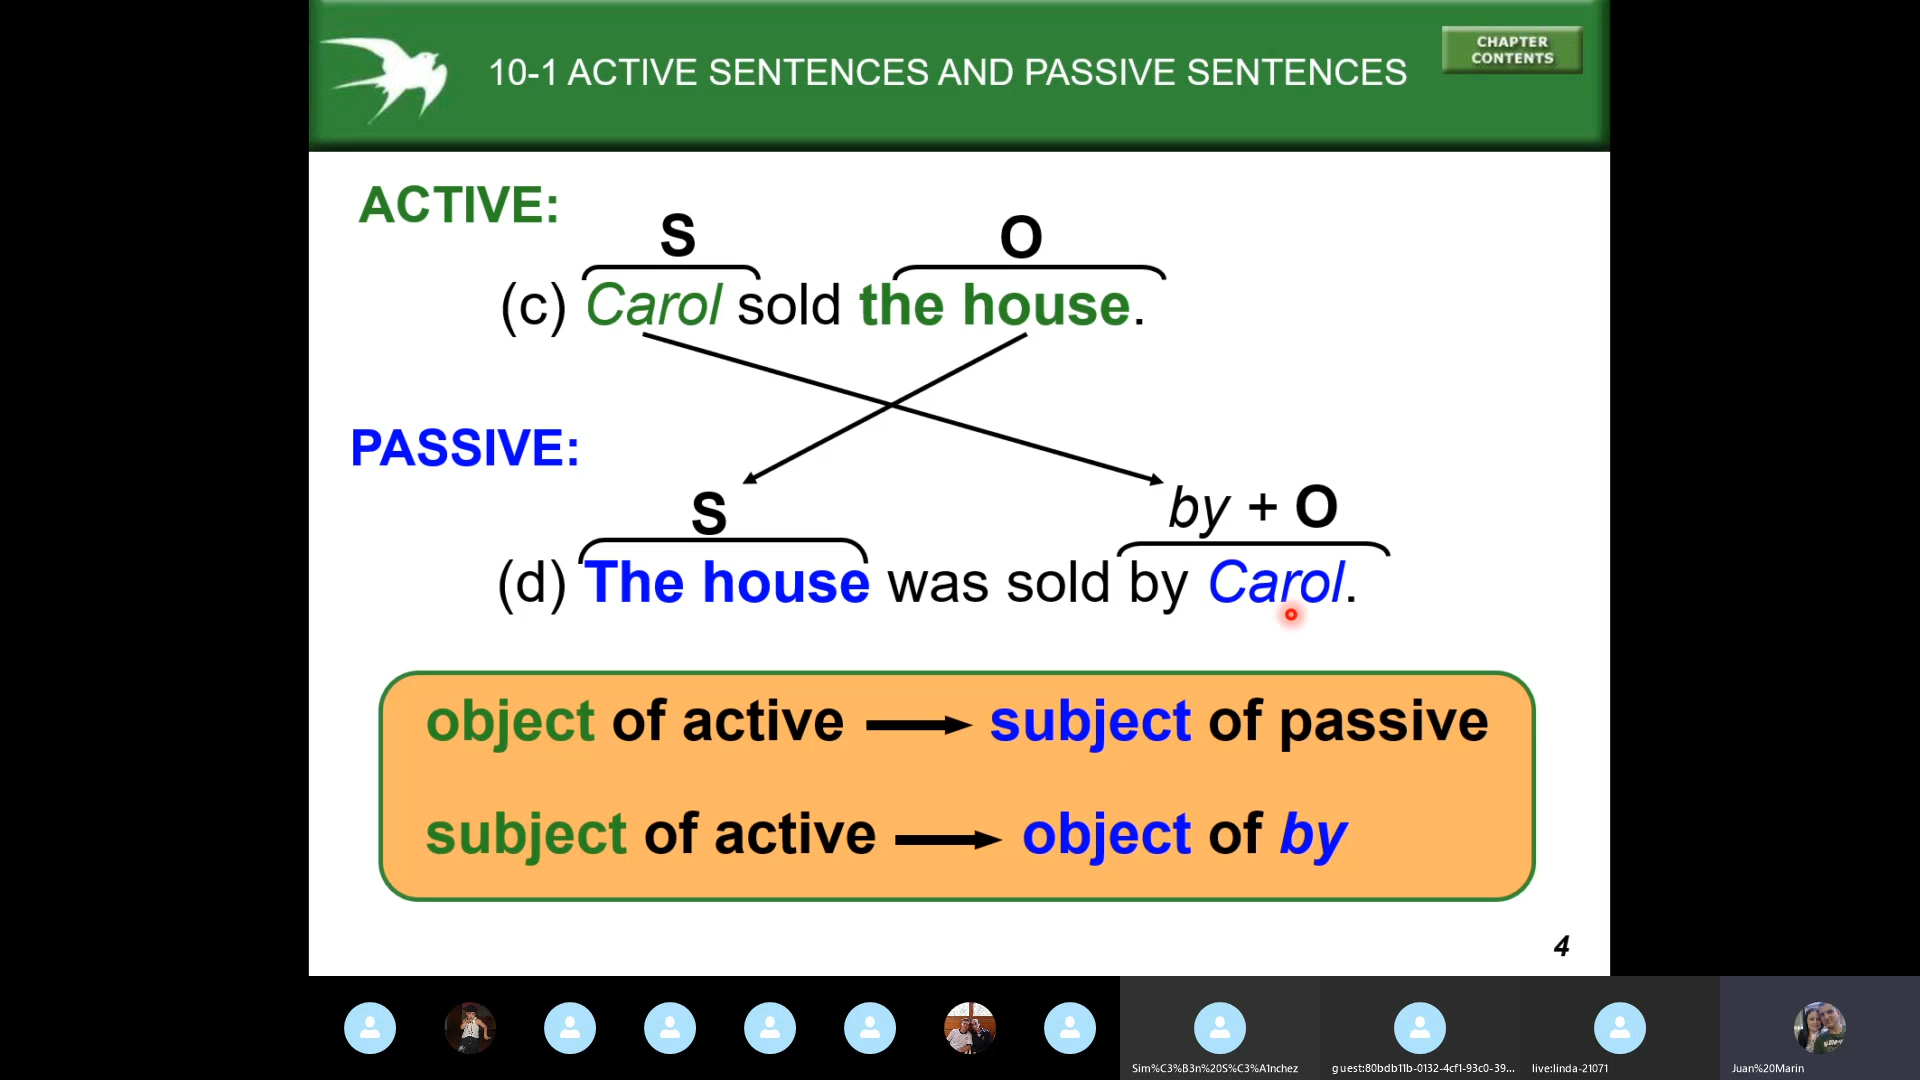 10-1 ACTIVE SENTENCES AND PASSIVE SENTENCES
CHAPTER
CONTENTS
ACTIVE:
S O
(c) Carol sold the house.
PASSIVE:
S by + O
(d) The house was sold by Carol.
object of active subject of passive
subject of active object of by
4
Sim%C3%B3n%20S%C3%A1nchez
guest:80bdb11b-0132-4cf1-93c0-39...
live:linda-21071
Juan%20Marin